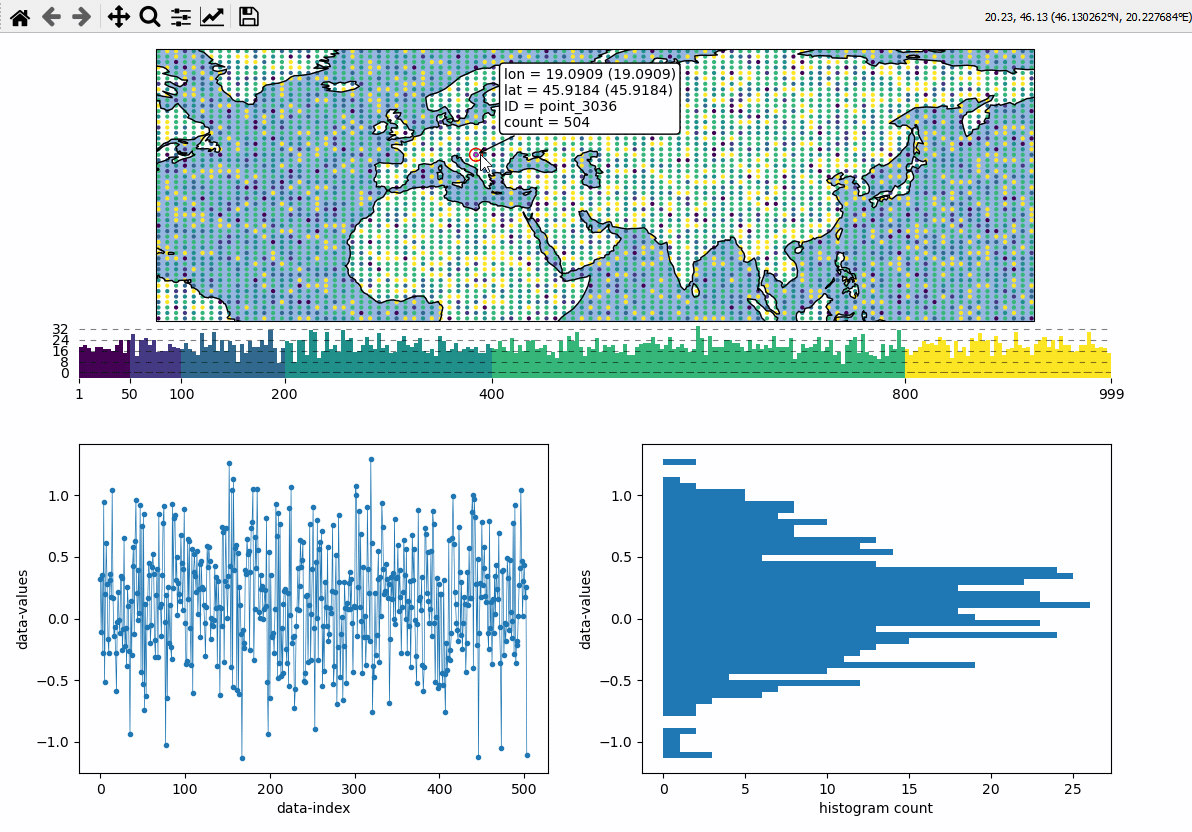 20.23, 46.13 (46.130262°N, 20.227684°E)
lon = 19.0909 (19.0909)
lat = 45.9184 (45.9184)
ID = point_3036
count = 504
32
24
16
8
0
1 50 100 200 400 800 999
1.0
0.5
0.0
−0.5
−1.0
data-values
0 100 200 300 400 500
data-index
1.0
0.5
0.0
−0.5
−1.0
data-values
0 5 10 15 20 25
histogram count